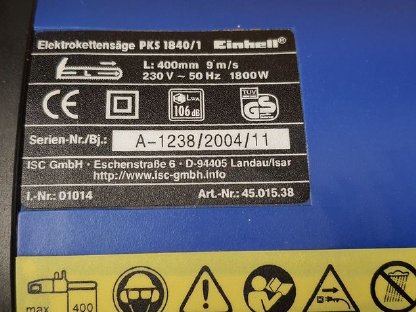 Elektrokettensäge PKS 1840/1 Einhell®
L: 400mm 9 m/s
230 V ~ 50 Hz 1800W
CE LWA 106 dB TÜV GS
Serien-Nr./Bj.: A-1238/2004/11
ISC GmbH · Eschenstraße 6 · D-94405 Landau/Isar
http://www.isc-gmbh.info
I.-Nr.: 01014 Art.-Nr.: 45.015.38
max 400